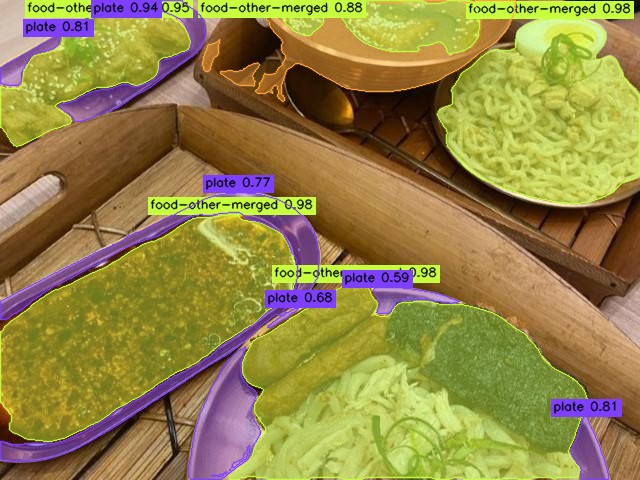 food-othe
plate 0.94
0.95
plate 0.81
food-other-merged 0.88
food-other-merged 0.98
plate 0.77
food-other-merged 0.98
food-other
0.98
plate 0.59
plate 0.68
plate 0.81